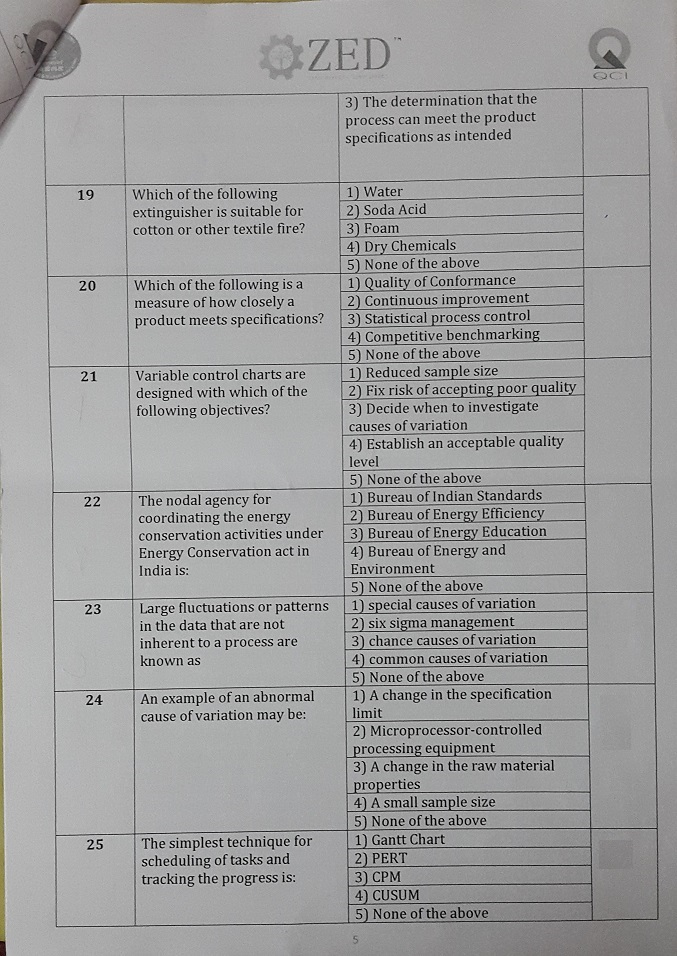 ZED™
QCI
3) The determination that the
process can meet the product
specifications as intended
19
Which of the following
extinguisher is suitable for
cotton or other textile fire?
1) Water
2) Soda Acid
3) Foam
4) Dry Chemicals
5) None of the above
20
Which of the following is a
measure of how closely a
product meets specifications?
1) Quality of Conformance
2) Continuous improvement
3) Statistical process control
4) Competitive benchmarking
5) None of the above
21
Variable control charts are
designed with which of the
following objectives?
1) Reduced sample size
2) Fix risk of accepting poor quality
3) Decide when to investigate
causes of variation
4) Establish an acceptable quality
level
5) None of the above
22
The nodal agency for
coordinating the energy
conservation activities under
Energy Conservation act in
India is:
1) Bureau of Indian Standards
2) Bureau of Energy Efficiency
3) Bureau of Energy Education
4) Bureau of Energy and
Environment
5) None of the above
23
Large fluctuations or patterns
in the data that are not
inherent to a process are
known as
1) special causes of variation
2) six sigma management
3) chance causes of variation
4) common causes of variation
5) None of the above
24
An example of an abnormal
cause of variation may be:
1) A change in the specification
limit
2) Microprocessor-controlled
processing equipment
3) A change in the raw material
properties
4) A small sample size
5) None of the above
25
The simplest technique for
scheduling of tasks and
tracking the progress is:
1) Gantt Chart
2) PERT
3) CPM
4) CUSUM
5) None of the above
5